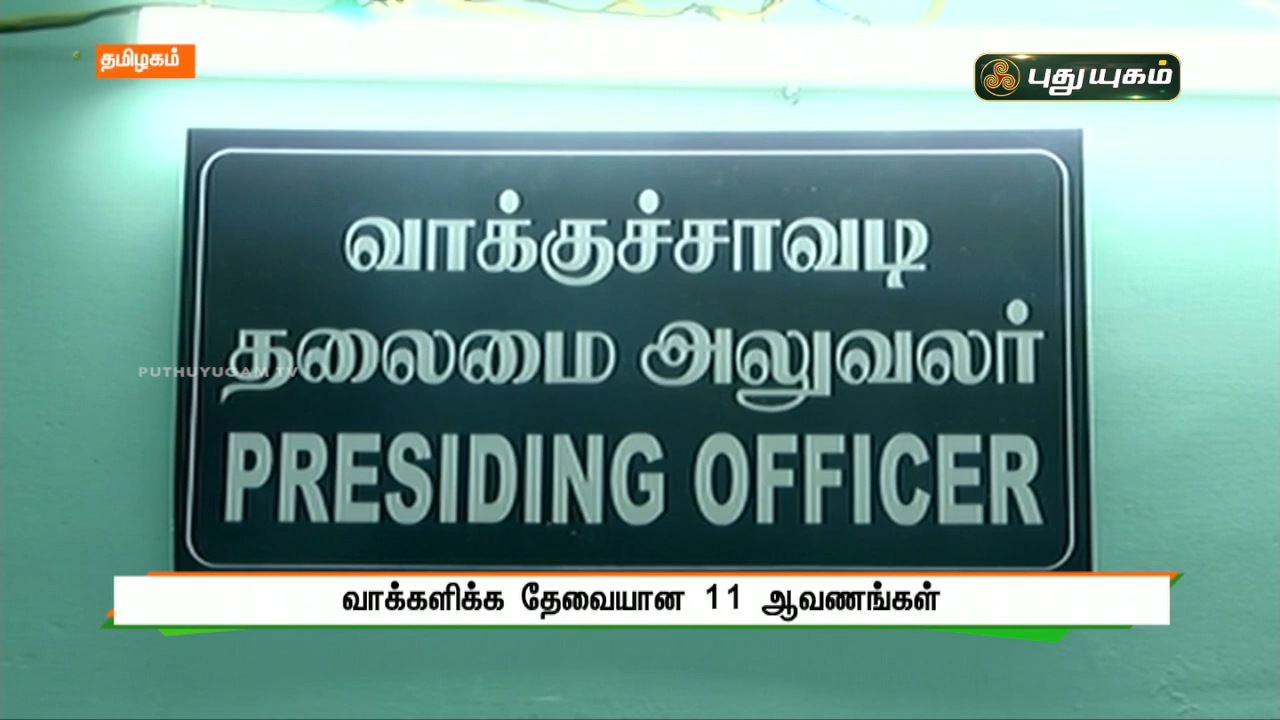 தமிழகம்
புதுயுகம்
வாக்குச்சாவடி
தலைமை அலுவலர்
PUTHUYUGAM TV
PRESIDING OFFICER
வாக்களிக்க தேவையான 11 ஆவணங்கள்